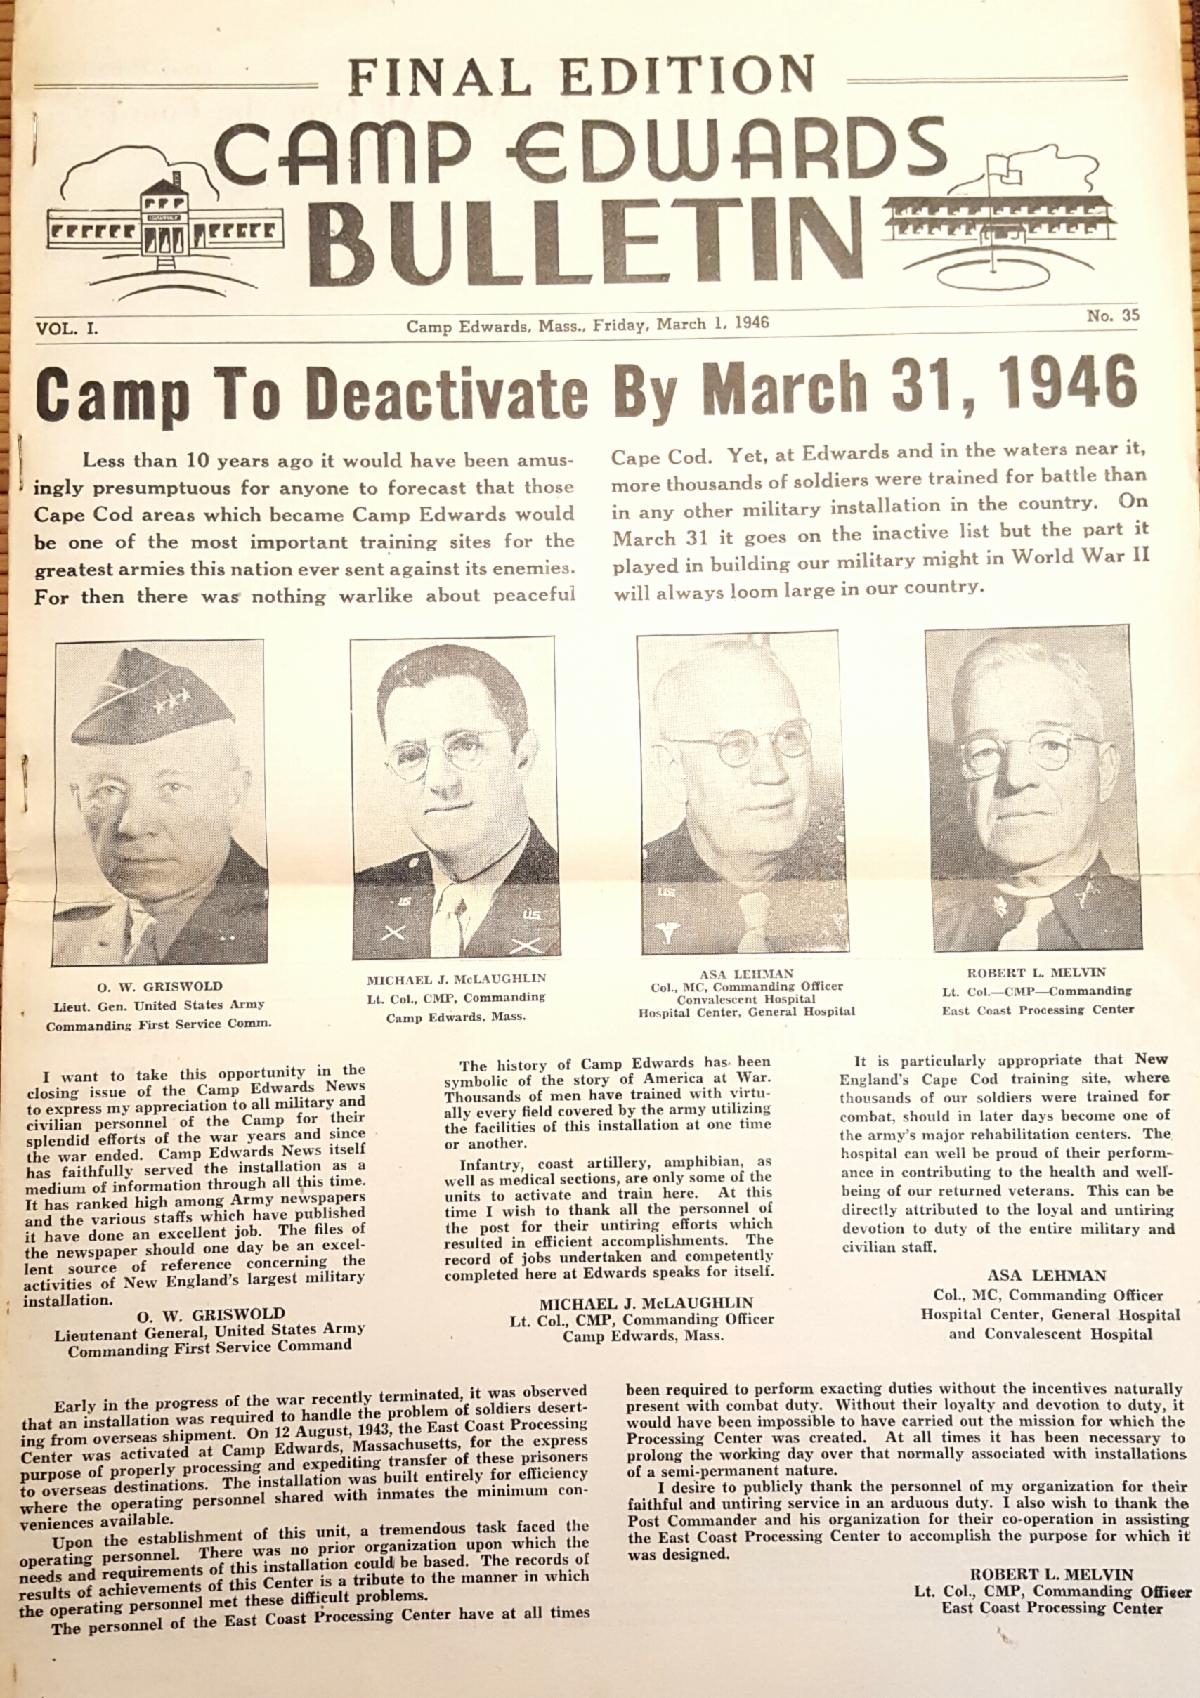 FINAL EDITION
CAMP EDWARDS
BULLETIN
VOL. I.
Camp Edwards, Mass., Friday, March 1, 1946
No. 35
Camp To Deactivate By March 31, 1946
Less than 10 years ago it would have been amus-
ingly presumptuous for anyone to forecast that those
Cape Cod areas which became Camp Edwards would
be one of the most important training sites for the
greatest armies this nation ever sent against its enemies.
For then there was nothing warlike about peaceful
Cape Cod. Yet, at Edwards and in the waters near it,
more thousands of soldiers were trained for battle than
in any other military installation in the country. On
March 31 it goes on the inactive list but the part it
played in building our military might in World War II
will always loom large in our country.
O. W. GRISWOLD
Lieut. Gen. United States Army
Commanding First Service Comm.
MICHAEL J. McLAUGHLIN
Lt. Col., CMP, Commanding
Camp Edwards, Mass.
ASA LEHMAN
Col., MC, Commanding Officer
Convalescent Hospital
Hospital Center, General Hospital
ROBERT L. MELVIN
Lt. Col.—CMP—Commanding
East Coast Processing Center
I want to take this opportunity in the
closing issue of the Camp Edwards News
to express my appreciation to all military and
civilian personnel of the Camp for their
splendid efforts of the war years and since
the war ended. Camp Edwards News itself
has faithfully served the installation as a
medium of information through all this time.
It has ranked high among Army newspapers
and the various staffs which have published
it have done an excellent job. The files of
the newspaper should one day be an excel-
lent source of reference concerning the
activities of New England's largest military
installation.
O. W. GRISWOLD
Lieutenant General, United States Army
Commanding First Service Command
The history of Camp Edwards has been
symbolic of the story of America at War.
Thousands of men have trained with virtu-
ally every field covered by the army utilizing
the facilities of this installation at one time
or another.
Infantry, coast artillery, amphibian, as
well as medical sections, are only some of the
units to activate and train here. At this
time I wish to thank all the personnel of
the post for their untiring efforts which
resulted in efficient accomplishments. The
record of jobs undertaken and competently
completed here at Edwards speaks for itself.
MICHAEL J. McLAUGHLIN
Lt. Col., CMP, Commanding Officer
Camp Edwards, Mass.
It is particularly appropriate that New
England's Cape Cod training site, where
thousands of our soldiers were trained for
combat, should in later days become one of
the army's major rehabilitation centers. The
hospital can well be proud of their perform-
ance in contributing to the health and well-
being of our returned veterans. This can be
directly attributed to the loyal and untiring
devotion to duty of the entire military and
civilian staff.
ASA LEHMAN
Col., MC, Commanding Officer
Hospital Center, General Hospital
and Convalescent Hospital
Early in the progress of the war recently terminated, it was observed
that an installation was required to handle the problem of soldiers desert-
ing from overseas shipment. On 12 August, 1943, the East Coast Processing
Center was activated at Camp Edwards, Massachusetts, for the express
purpose of properly processing and expediting transfer of these prisoners
to overseas destinations. The installation was built entirely for efficiency
where the operating personnel shared with inmates the minimum con-
veniences available.
Upon the establishment of this unit, a tremendous task faced the
operating personnel. There was no prior organization upon which the
needs and requirements of this installation could be based. The records of
results of achievements of this Center is a tribute to the manner in which
the operating personnel met these difficult problems.
The personnel of the East Coast Processing Center have at all times
been required to perform exacting duties without the incentives naturally
present with combat duty. Without their loyalty and devotion to duty, it
would have been impossible to have carried out the mission for which the
Processing Center was created. At all times it has been necessary to
prolong the working day over that normally associated with installations
of a semi-permanent nature.
I desire to publicly thank the personnel of my organization for their
faithful and untiring service in an arduous duty. I also wish to thank the
Post Commander and his organization for their co-operation in assisting
the East Coast Processing Center to accomplish the purpose for which it
was designed.
ROBERT L. MELVIN
Lt. Col., CMP, Commanding Officer
East Coast Processing Center